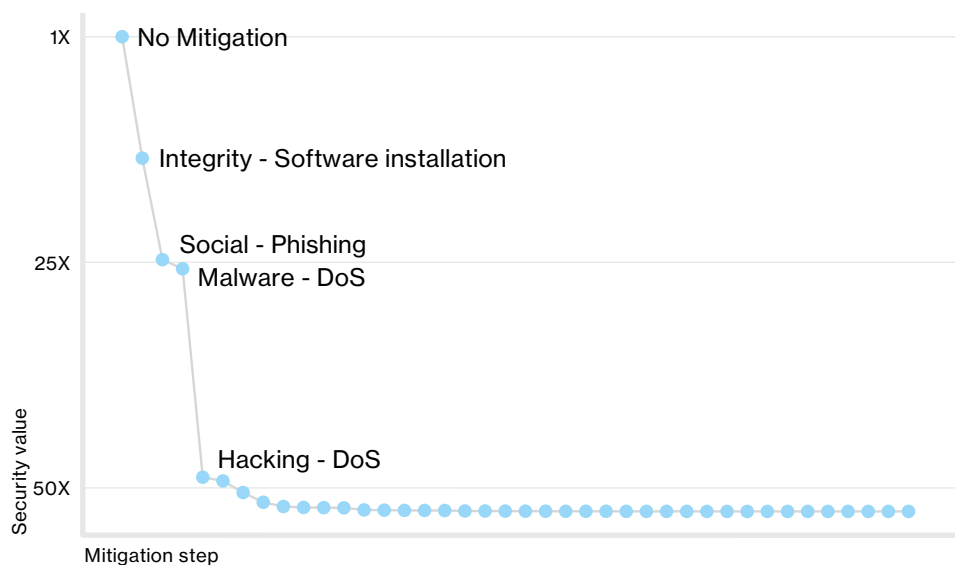 1X
No Mitigation
Integrity - Software installation
Social - Phishing
25X
Malware - DoS
Hacking - DoS
50X
Security value
Mitigation step